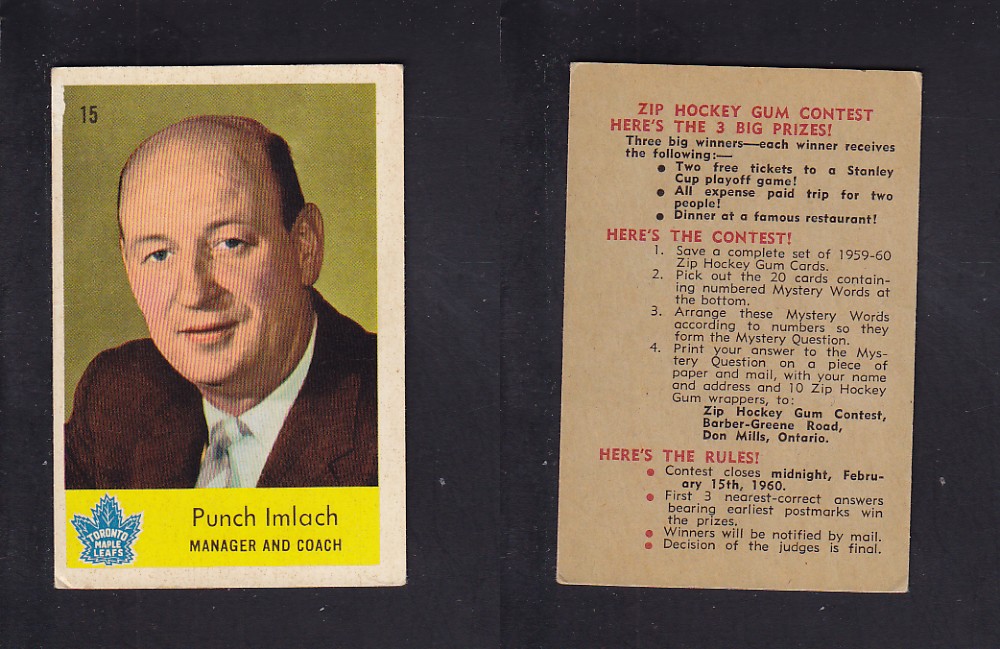 15
TORONTO
MAPLE
LEAFS
Punch Imlach
MANAGER AND COACH
ZIP HOCKEY GUM CONTEST
HERE'S THE 3 BIG PRIZES!
Three big winners—each winner receives
the following:—
● Two free tickets to a Stanley
Cup playoff game!
● All expense paid trip for two
people!
● Dinner at a famous restaurant!
HERE'S THE CONTEST!
1. Save a complete set of 1959-60
Zip Hockey Gum Cards.
2. Pick out the 20 cards contain-
ing numbered Mystery Words at
the bottom.
3. Arrange these Mystery Words
according to numbers so they
form the Mystery Question.
4. Print your answer to the Mys-
tery Question on a piece of
paper and mail, with your name
and address and 10 Zip Hockey
Gum wrappers, to:
Zip Hockey Gum Contest,
Barber-Greene Road,
Don Mills, Ontario.
HERE'S THE RULES!
● Contest closes midnight, Febru-
ary 15th, 1960.
● First 3 nearest-correct answers
bearing earliest postmarks win
the prizes.
● Winners will be notified by mail.
● Decision of the judges is final.